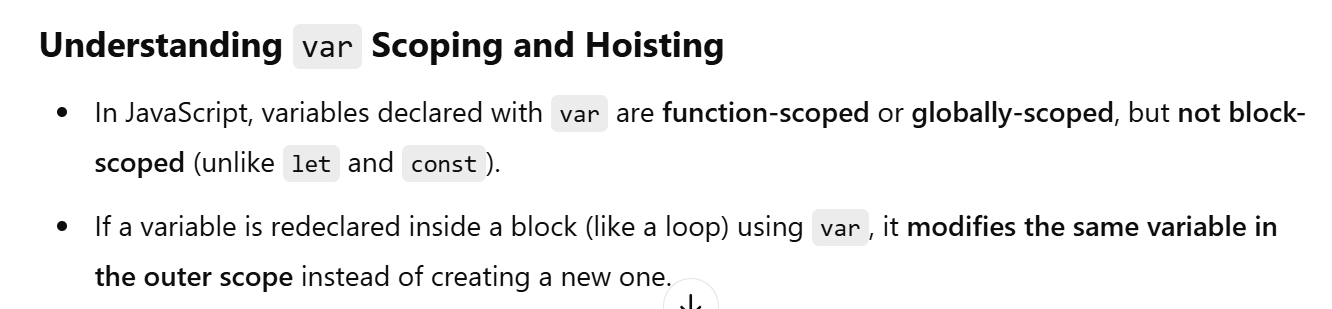 Understanding var Scoping and Hoisting
• In JavaScript, variables declared with var are function-scoped or globally-scoped, but not block-
scoped (unlike let and const).
• If a variable is redeclared inside a block (like a loop) using var, it modifies the same variable in
the outer scope instead of creating a new one.